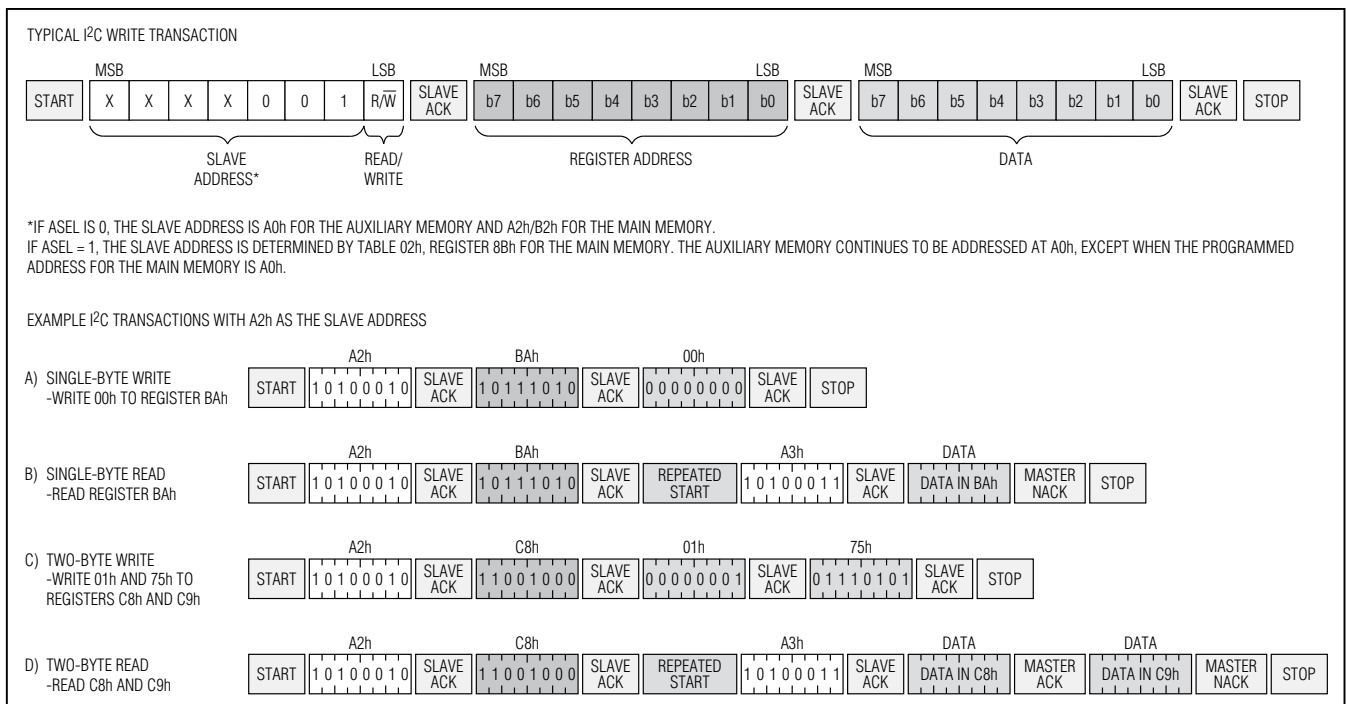 TYPICAL I2C WRITE TRANSACTION
MSB LSB MSB LSB MSB LSB
START X X X X 0 0 1 R/W SLAVE ACK b7 b6 b5 b4 b3 b2 b1 b0 SLAVE ACK b7 b6 b5 b4 b3 b2 b1 b0 SLAVE ACK STOP
SLAVE ADDRESS* READ/WRITE REGISTER ADDRESS DATA
*IF ASEL IS 0, THE SLAVE ADDRESS IS A0h FOR THE AUXILIARY MEMORY AND A2h/B2h FOR THE MAIN MEMORY.
IF ASEL = 1, THE SLAVE ADDRESS IS DETERMINED BY TABLE 02h, REGISTER 8Bh FOR THE MAIN MEMORY. THE AUXILIARY MEMORY CONTINUES TO BE ADDRESSED AT A0h, EXCEPT WHEN THE PROGRAMMED
ADDRESS FOR THE MAIN MEMORY IS A0h.
EXAMPLE I2C TRANSACTIONS WITH A2h AS THE SLAVE ADDRESS
A2h BAh 00h
A) SINGLE-BYTE WRITE
-WRITE 00h TO REGISTER BAh
START 1 0 1 0 0 0 1 0 SLAVE ACK 1 0 1 1 1 0 1 0 SLAVE ACK 0 0 0 0 0 0 0 0 SLAVE ACK STOP
A2h BAh A3h DATA
B) SINGLE-BYTE READ
-READ REGISTER BAh
START 1 0 1 0 0 0 1 0 SLAVE ACK 1 0 1 1 1 0 1 0 SLAVE ACK REPEATED START 1 0 1 0 0 0 1 1 SLAVE ACK DATA IN BAh MASTER NACK STOP
A2h C8h 01h 75h
C) TWO-BYTE WRITE
-WRITE 01h AND 75h TO
REGISTERS C8h AND C9h
START 1 0 1 0 0 0 1 0 SLAVE ACK 1 1 0 0 1 0 0 0 SLAVE ACK 0 0 0 0 0 0 0 1 SLAVE ACK 0 1 1 1 0 1 0 1 SLAVE ACK STOP
A2h C8h A3h DATA DATA
D) TWO-BYTE READ
-READ C8h AND C9h
START 1 0 1 0 0 0 1 0 SLAVE ACK 1 1 0 0 1 0 0 0 SLAVE ACK REPEATED START 1 0 1 0 0 0 1 1 SLAVE ACK DATA IN C8h MASTER ACK DATA IN C9h MASTER NACK STOP